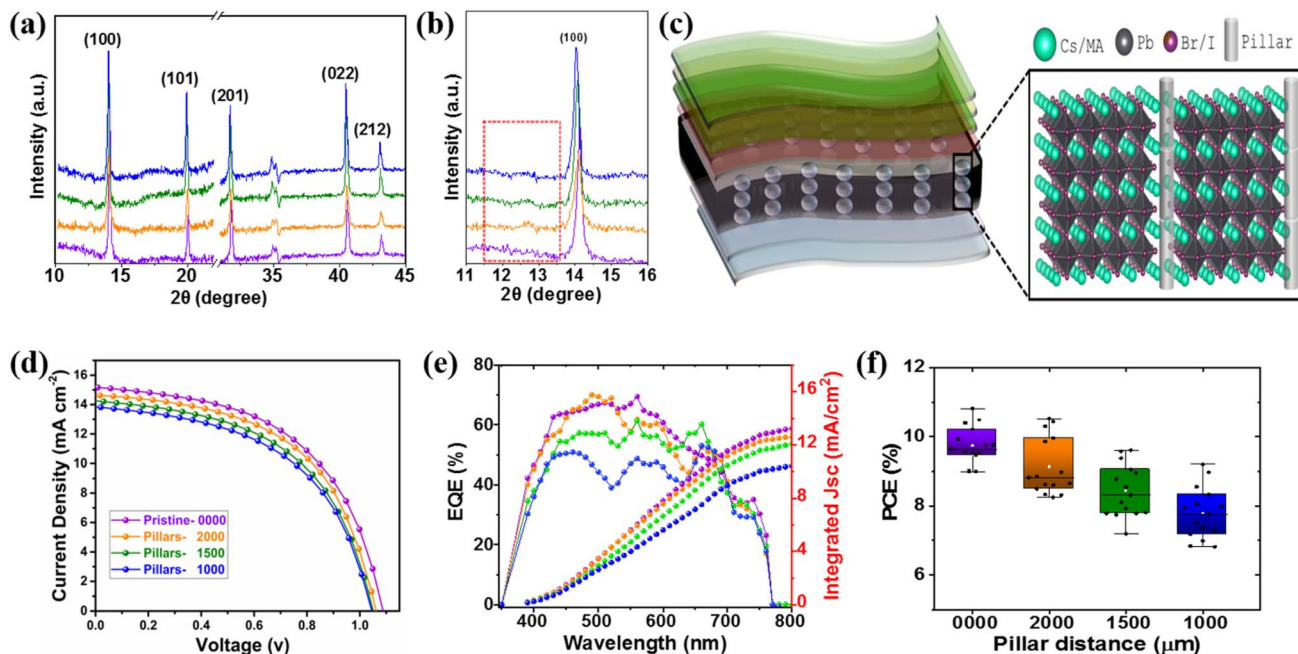 (a)
(100)
(101)
(201)
(022)
(212)
Intensity (a.u.)
10 15 20 35 40 45
2θ (degree)
(b)
(100)
Intensity (a.u.)
11 12 13 14 15 16
2θ (degree)
(c)
Cs/MA Pb Br/I Pillar
(d)
Current Density (mA cm⁻²)
16
14
12
10
8
6
4
2
0
Pristine- 0000
Pillars- 2000
Pillars- 1500
Pillars- 1000
0.0 0.2 0.4 0.6 0.8 1.0
Voltage (v)
(e)
EQE (%)
80
60
40
20
0
400 500 600 700 800
Wavelength (nm)
16
12
8
4
0
Integrated Jsc (mA/cm²)
(f)
PCE (%)
12
10
8
6
0000 2000 1500 1000
Pillar distance (μm)